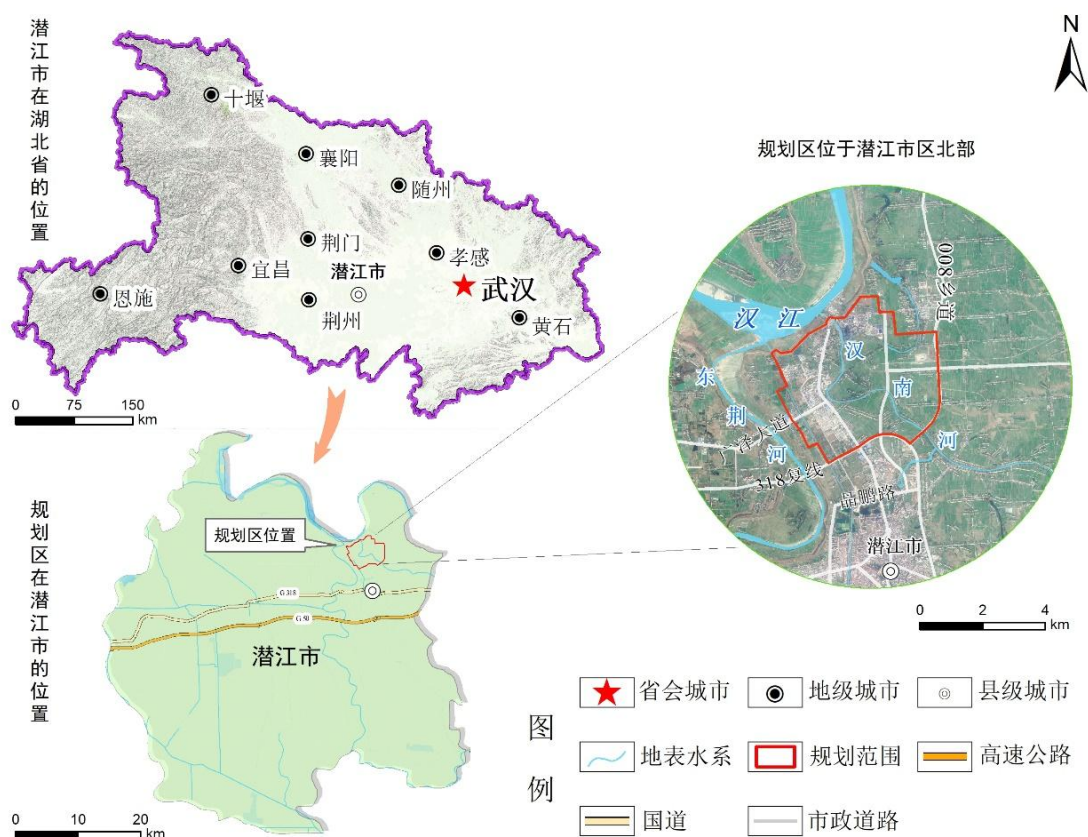 潜江市在湖北省的位置
十堰
襄阳
随州
荆门
孝感
宜昌
潜江市
武汉
恩施
荆州
黄石
0 75 150
km
N
规划区位于潜江市区北部
008乡道
汉江
汉南河
东荆河
广泽大道
318复线
晶鹏路
潜江市
0 2 4
km
规划区在潜江市的位置
规划区位置
G 318
G 50
潜江市
0 10 20
km
图例
省会城市
地级城市
县级城市
地表水系
规划范围
高速公路
国道
市政道路